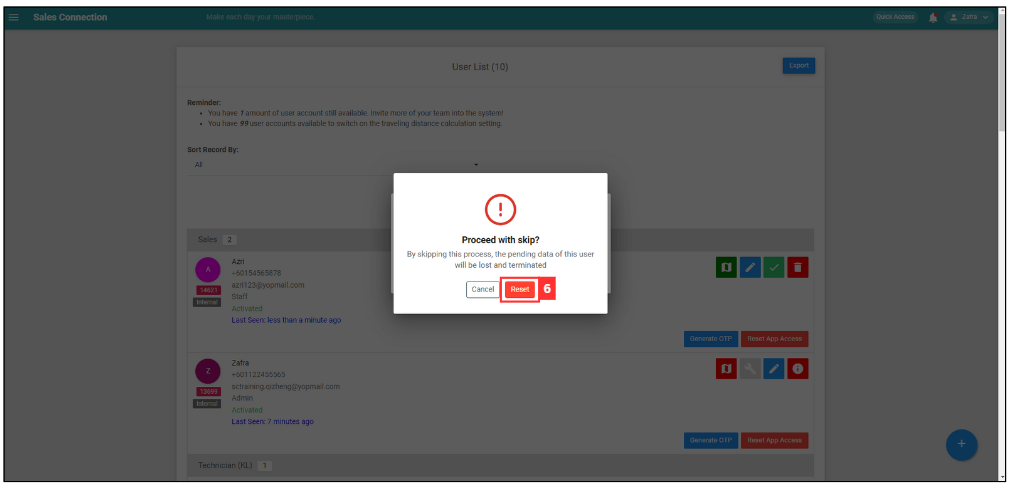 Sales Connection
Make each day your masterpiece
Quick Access
Zafra
User List (10)
Export
Reminder:
You have 1 amount of user account still available. Invite more of your team into the system!
You have 99 user accounts available to switch on the traveling distance calculation setting.
Sort Record By:
All
Proceed with skip?
By skipping this process, the pending data of this user
will be lost and terminated
Cancel
Reset
6
Sales 2
A
14621
Internal
Azri
+60154565878
azri123@yopmail.com
Staff
Activated
Last Seen: less than a minute ago
Generate OTP
Reset App Access
Z
13699
Internal
Zafra
+601122455565
sctraining.qizheng@yopmail.com
Admin
Activated
Last Seen: 7 minutes ago
Generate OTP
Reset App Access
Technician (KL) 1